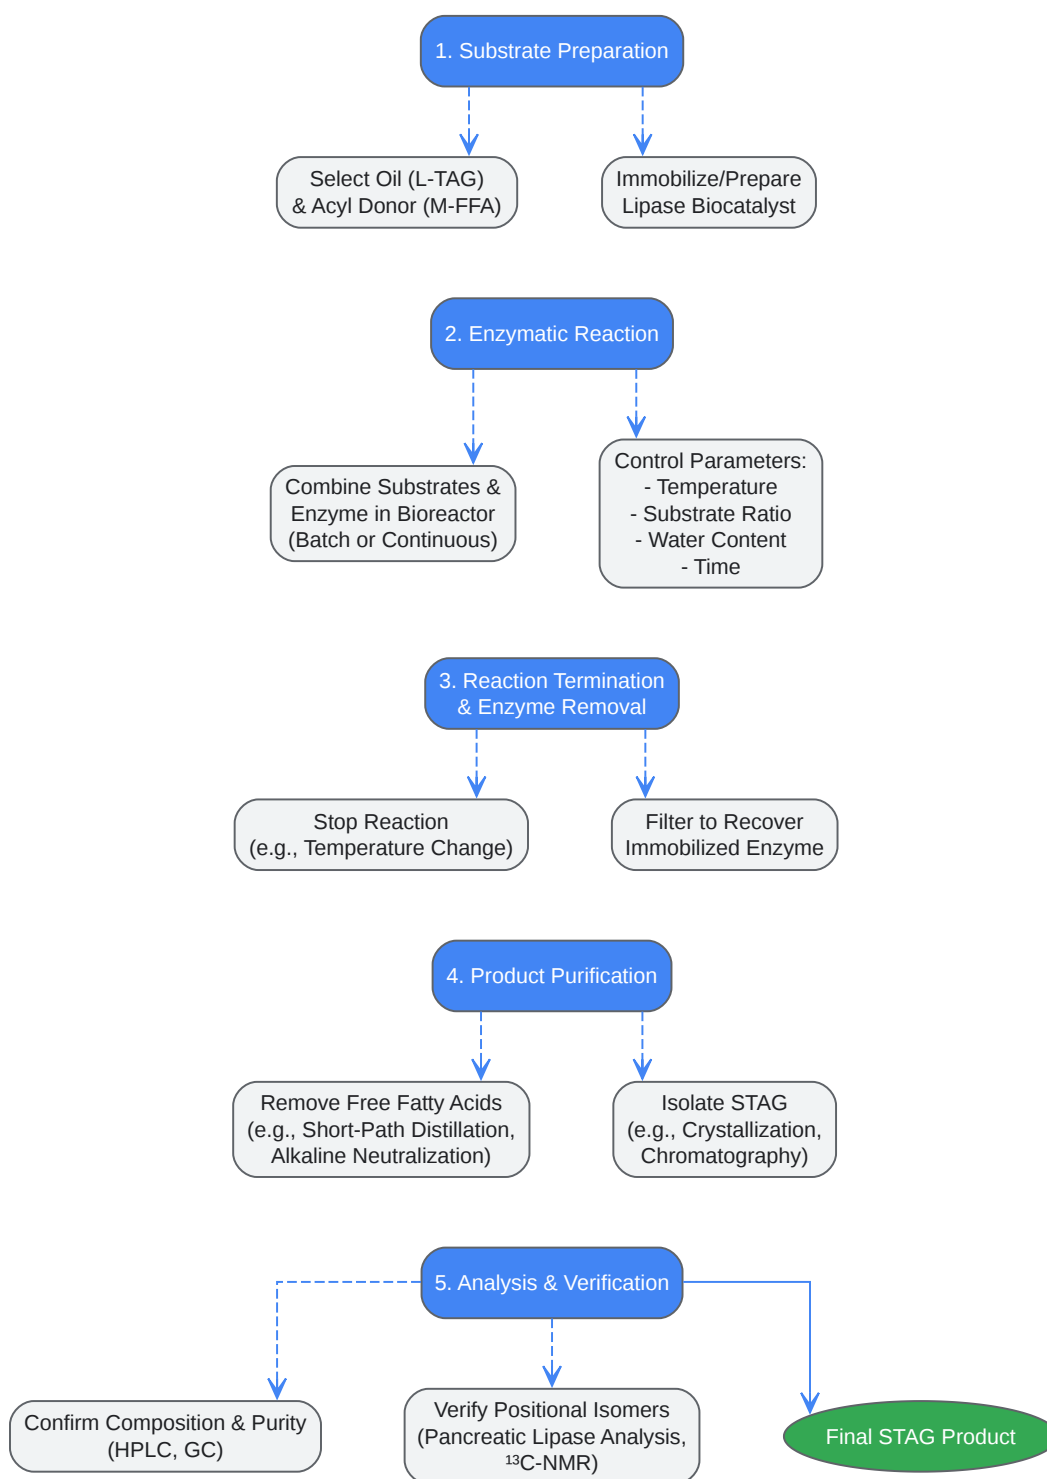 1. Substrate Preparation
Select Oil (L-TAG)
& Acyl Donor (M-FFA)
Immobilize/Prepare
Lipase Biocatalyst
2. Enzymatic Reaction
Combine Substrates &
Enzyme in Bioreactor
(Batch or Continuous)
Control Parameters:
- Temperature
- Substrate Ratio
- Water Content
- Time
3. Reaction Termination
& Enzyme Removal
Stop Reaction
(e.g., Temperature Change)
Filter to Recover
Immobilized Enzyme
4. Product Purification
Remove Free Fatty Acids
(e.g., Short-Path Distillation,
Alkaline Neutralization)
Isolate STAG
(e.g., Crystallization,
Chromatography)
5. Analysis & Verification
Confirm Composition & Purity
(HPLC, GC)
Verify Positional Isomers
(Pancreatic Lipase Analysis,
¹³C-NMR)
Final STAG Product